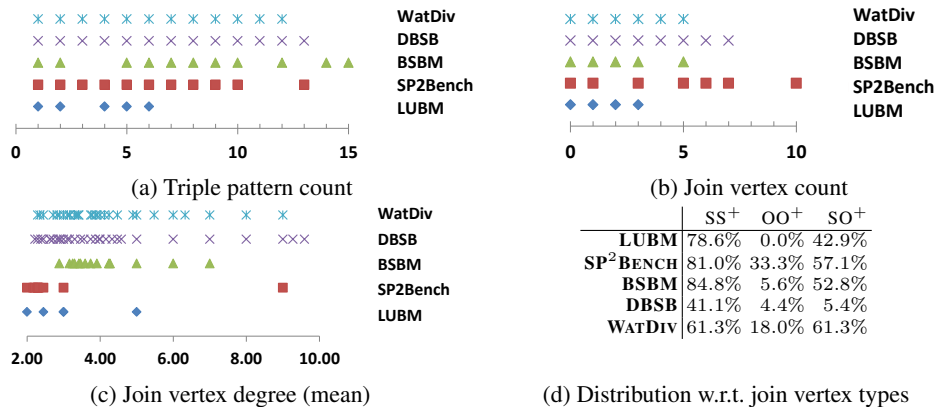 WatDiv
DBSB
BSBM
SP2Bench
LUBM
0 5 10 15
(a) Triple pattern count
WatDiv
DBSB
BSBM
SP2Bench
LUBM
0 5 10
(b) Join vertex count
WatDiv
DBSB
BSBM
SP2Bench
LUBM
2.00 4.00 6.00 8.00 10.00
(c) Join vertex degree (mean)
SS+ OO+ SO+
LUBM 78.6% 0.0% 42.9%
SP2BENCH 81.0% 33.3% 57.1%
BSBM 84.8% 5.6% 52.8%
DBSB 41.1% 4.4% 5.4%
WATDIV 61.3% 18.0% 61.3%
(d) Distribution w.r.t. join vertex types